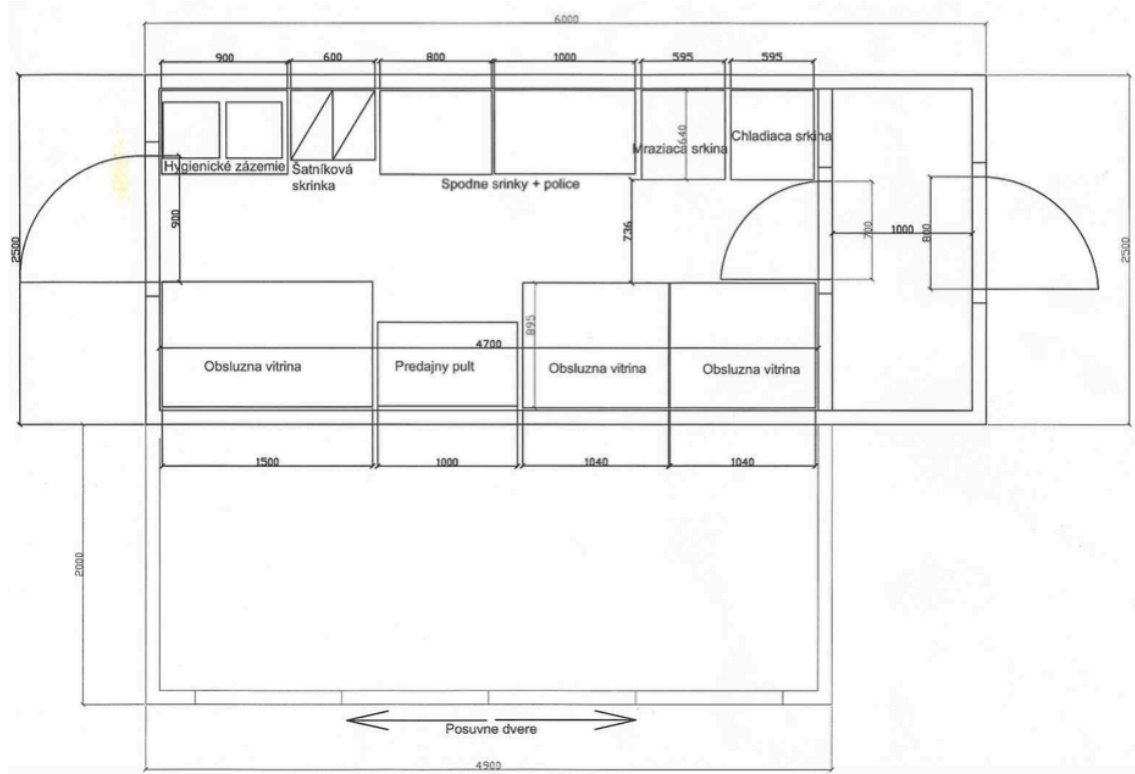 6000
900
600
800
1000
595
595
640
Mraziaca srkina
Chladiaca srkina
Hygienické zázemie
Šatníková
skrinka
Spodne srinky + police
900
736
700
1000
800
2500
2500
895
4700
Obsluzna vitrina
Predajny pult
Obsluzna vitrina
Obsluzna vitrina
1500
1000
1040
1040
2000
Posuvne dvere
4900